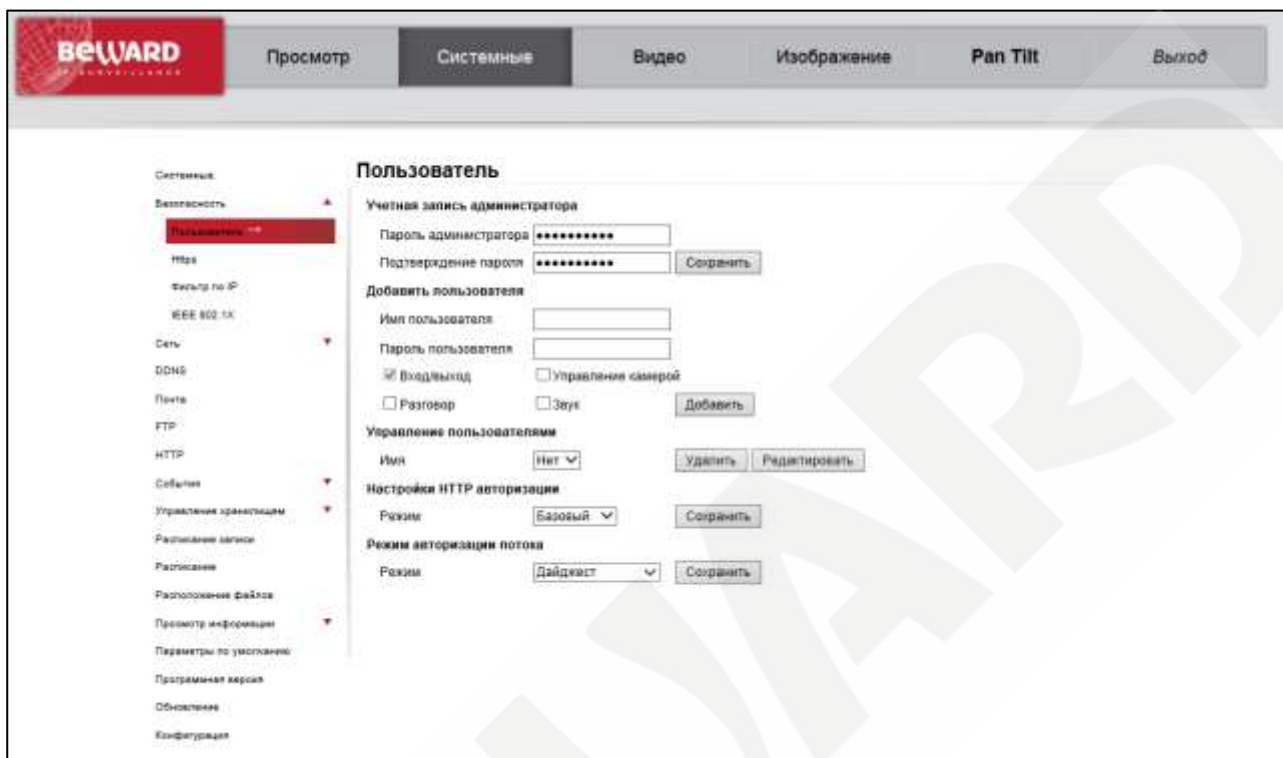 BEWARD
IP SURVEILLANCE
Просмотр
Системные
Видео
Изображение
Pan Tilt
Выход
Системные
Безопасность
Пользователь
Https
Фильтр по IP
IEEE 802.1X
Сеть
DDNS
Почта
FTP
HTTP
События
Управление хранилищем
Расписание записи
Расписание
Расположение файлов
Просмотр информации
Параметры по умолчанию
Программная версия
Обновление
Конфигурация
Пользователь
Учетная запись администратора
Пароль администратора ••••••••••
Подтверждение пароля •••••••••• Сохранить
Добавить пользователя
Имя пользователя
Пароль пользователя
Вход/выход Управление камерой
Разговор Звук Добавить
Управление пользователями
Имя Нет Удалить Редактировать
Настройки HTTP авторизации
Режим Базовый Сохранить
Режим авторизации потока
Режим Дайджест Сохранить